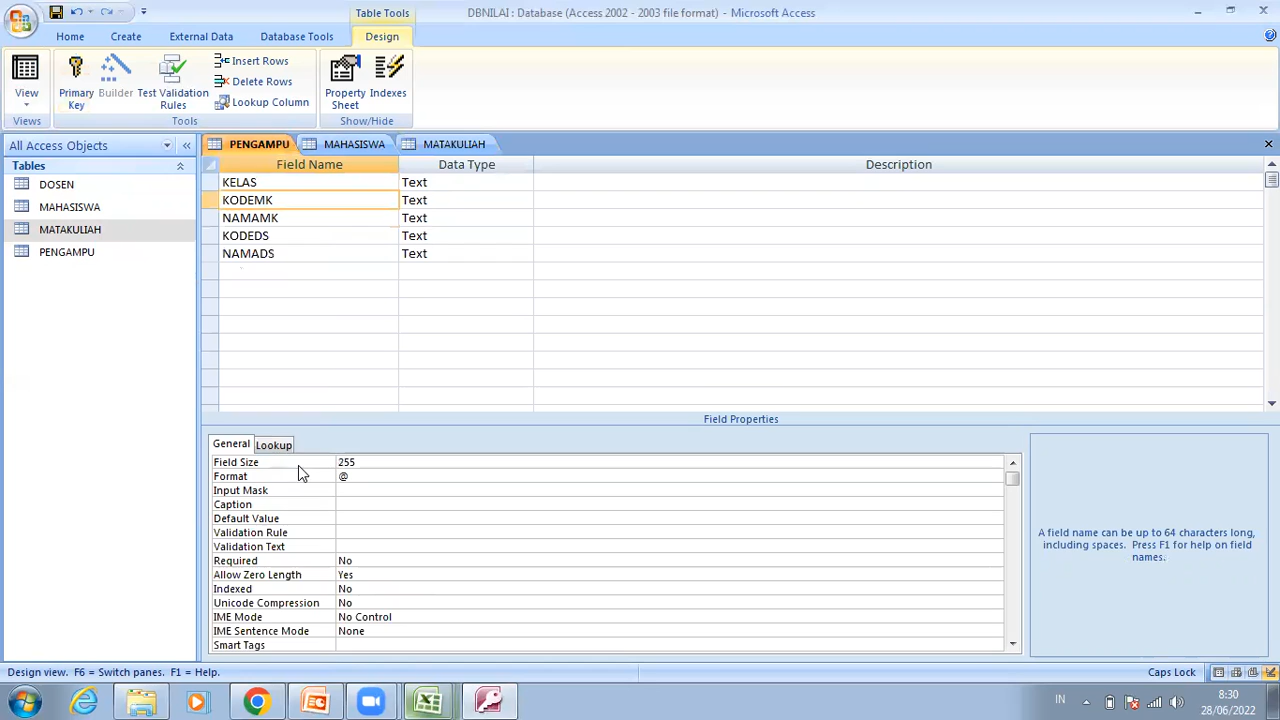 DBNILAI : Database (Access 2002 - 2003 file format) - Microsoft Access
Table Tools
Home Create External Data Database Tools Design
View
Primary Key
Builder
Test Validation Rules
Insert Rows
Delete Rows
Lookup Column
Property Sheet
Indexes
Views Tools Show/Hide
All Access Objects «
PENGAMPU MAHASISWA MATAKULIAH
Tables
DOSEN
MAHASISWA
MATAKULIAH
PENGAMPU
Field Name Data Type Description
KELAS Text
KODEMK Text
NAMAMK Text
KODEDS Text
NAMADS Text
Field Properties
General Lookup
Field Size 255
Format @
Input Mask
Caption
Default Value
Validation Rule
Validation Text
Required No
Allow Zero Length Yes
Indexed No
Unicode Compression No
IME Mode No Control
IME Sentence Mode None
Smart Tags
A field name can be up to 64 characters long,
including spaces. Press F1 for help on field
names.
Design view. F6 = Switch panes. F1 = Help.
Caps Lock
IN
8:30
28/06/2022